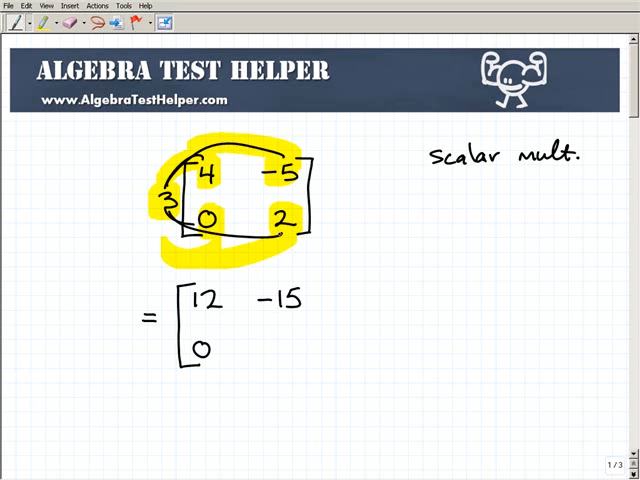 File Edit View Insert Actions Tools Help
ALGEBRA TEST HELPER
www.AlgebraTestHelper.com
scalar mult.
4 -5
3
0 2
= 12 -15
0
1 / 3